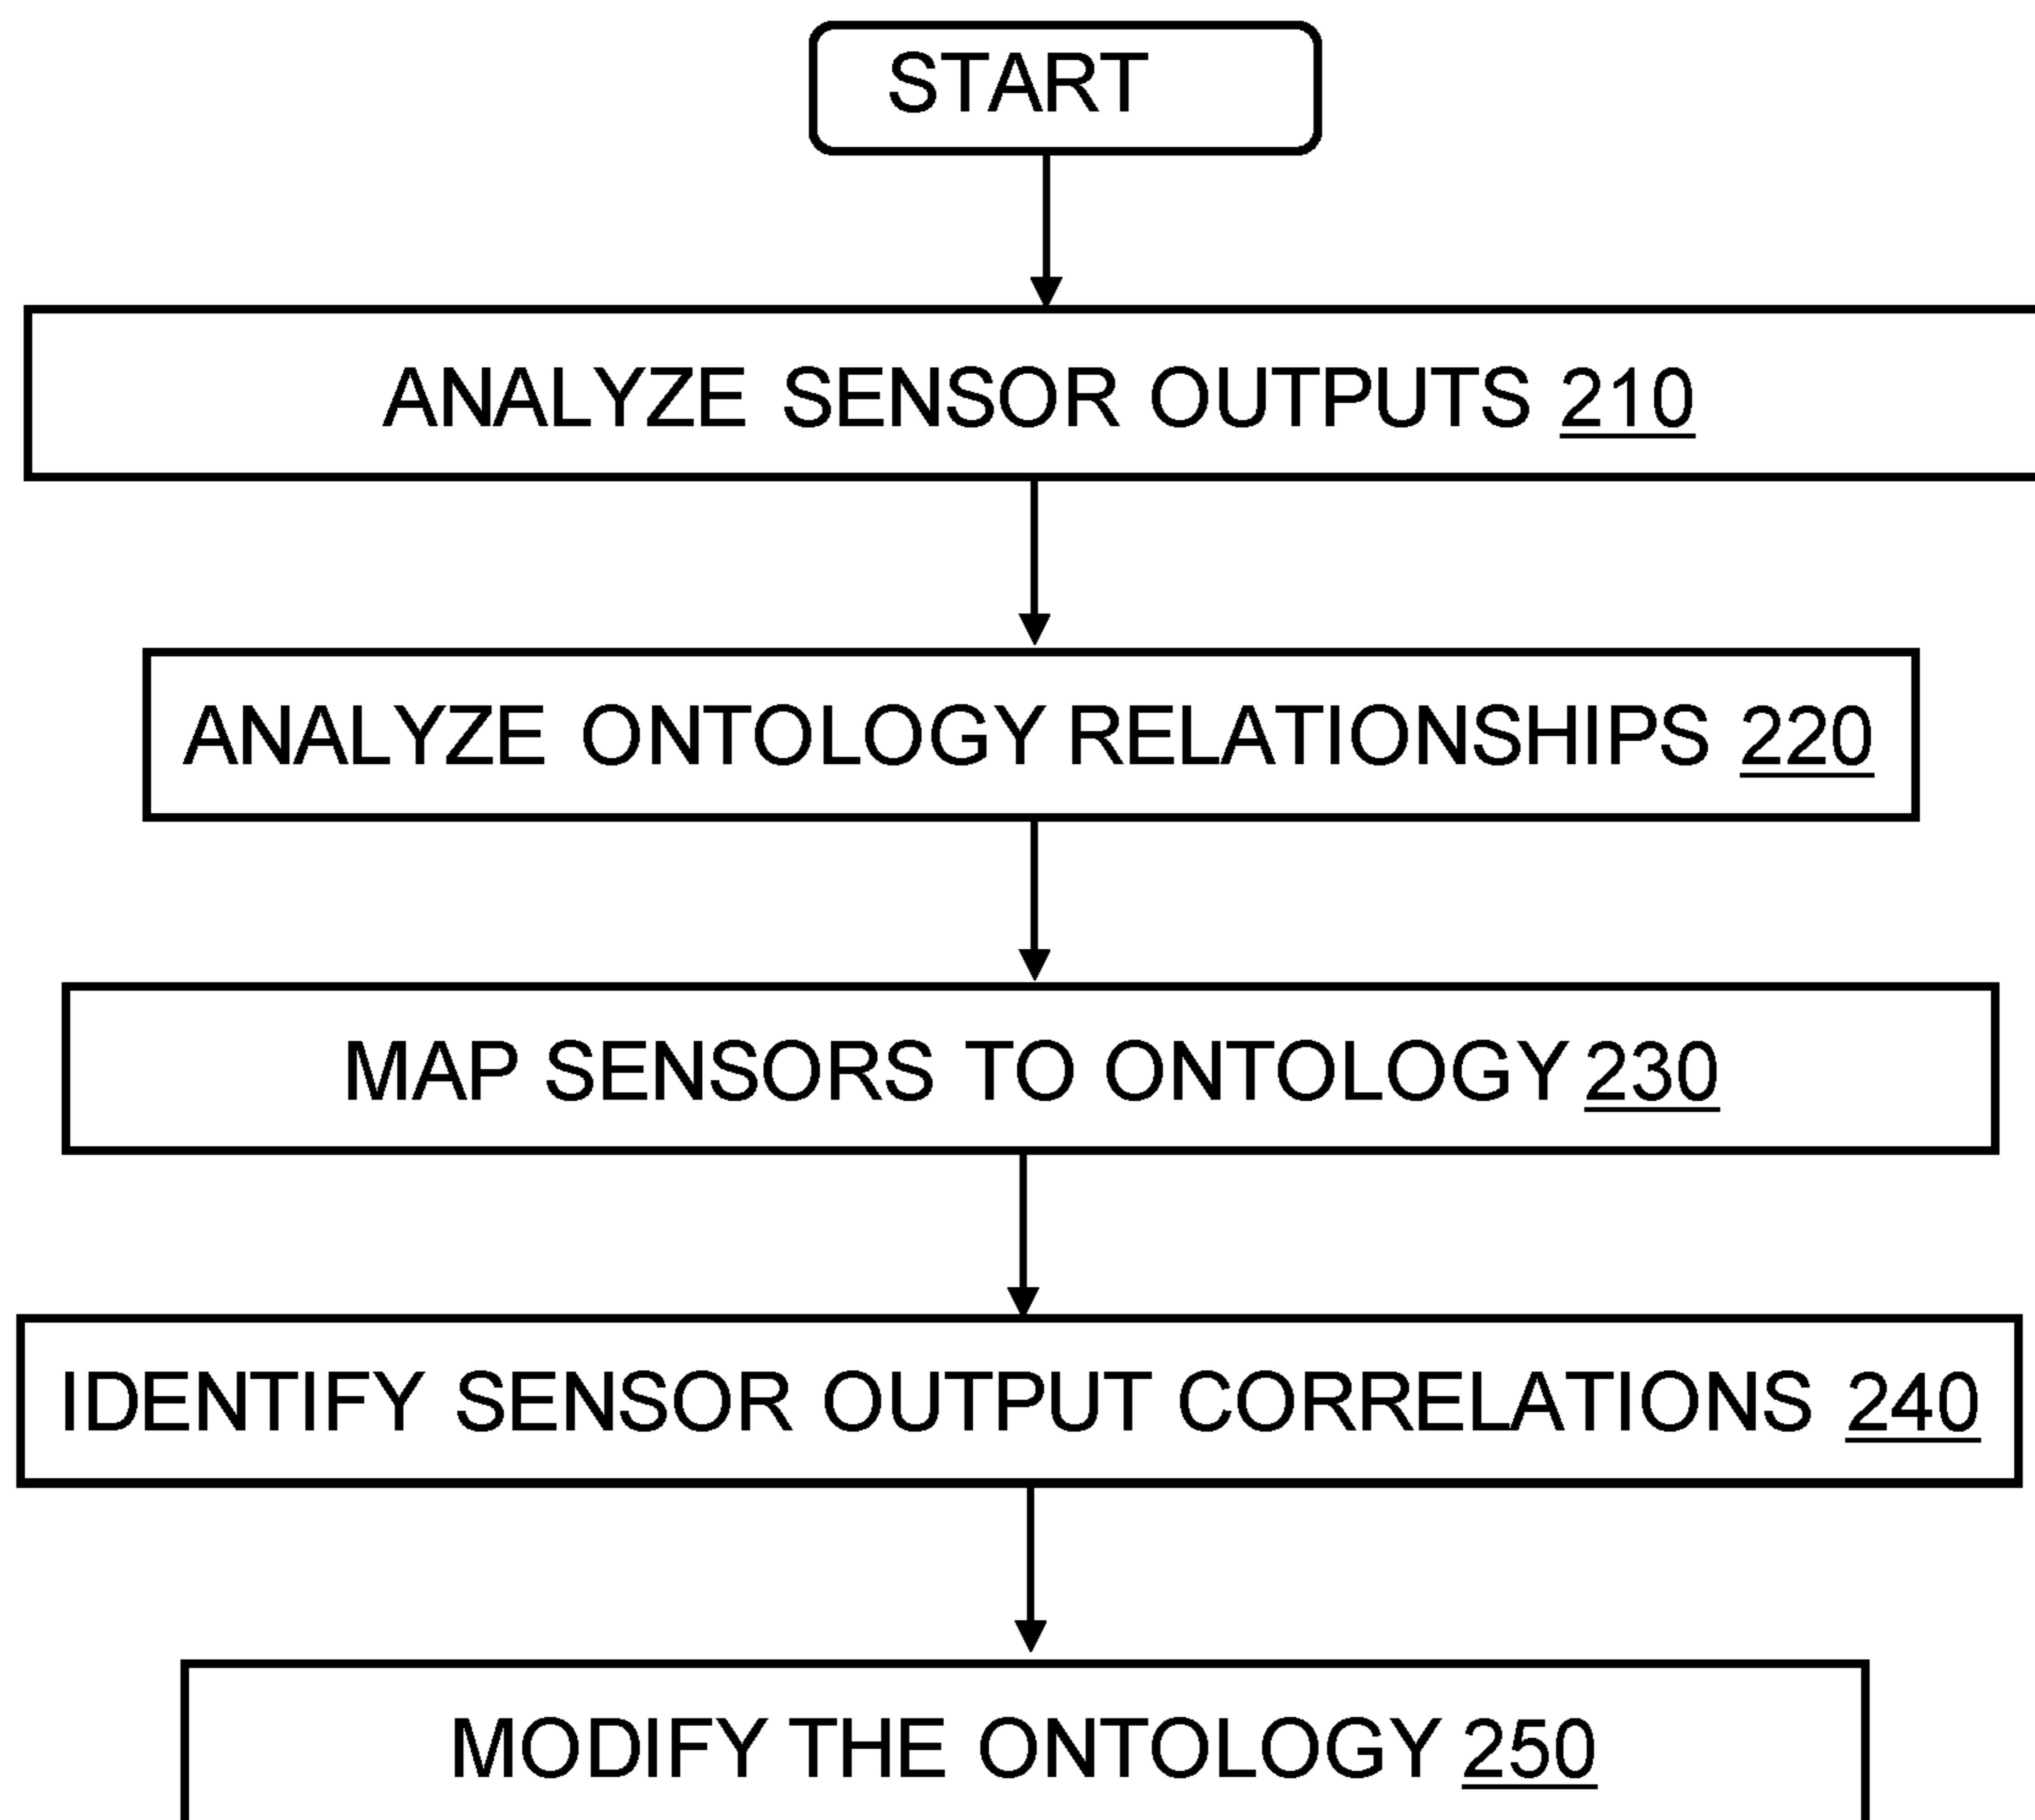 START
ANALYZE SENSOR OUTPUTS 210
ANALYZE ONTOLOGY RELATIONSHIPS 220
MAP SENSORS TO ONTOLOGY 230
IDENTIFY SENSOR OUTPUT CORRELATIONS 240
MODIFY THE ONTOLOGY 250